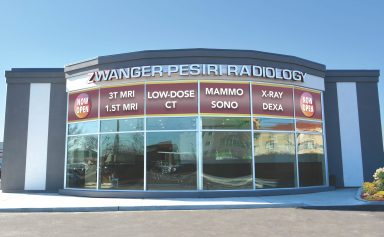 ZWANGER-PESIRI RADIOLOGY
NOW OPEN
3T MRI
1.5T MRI
LOW-DOSE
CT
MAMMO
SONO
X-RAY
DEXA
NOW OPEN